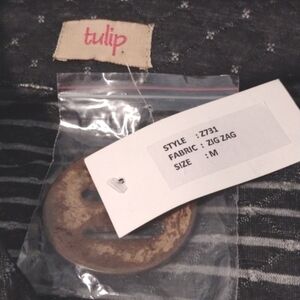 tulip.
STYLE : Z731
FABRIC : ZIG ZAG
SIZE : M